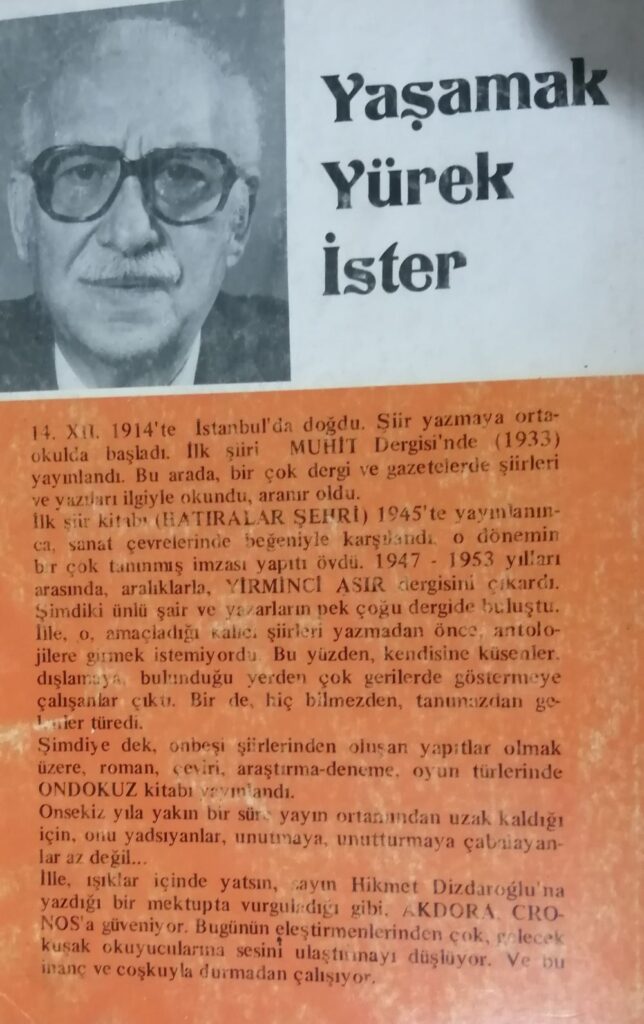 Yaşamak
Yürek
İster
14. XII. 1914'te İstanbul'da doğdu. Şiir yazmaya orta-
okulda başladı. İlk şiiri MUHİT Dergisi'nde (1933)
yayınlandı. Bu arada, bir çok dergi ve gazetelerde şiirleri
ve yazıları ilgiyle okundu, aranır oldu.
İlk şiir kitabı (HATIRALAR ŞEHRİ) 1945'te yayınlanın-
ca, sanat çevrelerinde beğeniyle karşılandı, o dönemin
bir çok tanınmış imzası yapıtı övdü. 1947 - 1953 yılları
arasında, aralıklarla, YİRMİNCİ ASIR dergisini çıkardı.
Şimdiki ünlü şair ve yazarların pek çoğu dergide buluştu.
İlle, o, amaçladığı kalıcı şiirleri yazmadan önce, antolo-
jilere girmek istemiyordu. Bu yüzden, kendisine küsenler,
dışlamaya, bulunduğu yerden çok gerilerde göstermeye
çalışanlar çıktı. Bir de, hiç bilmezden, tanımazdan ge-
lenler türedi.
Şimdiye dek, onbeşi şiirlerinden oluşan yapıtlar olmak
üzere, roman, çeviri, araştırma-deneme, oyun türlerinde
ONDOKUZ kitabı yayınlandı.
Onsekiz yıla yakın bir süre yayın ortamından uzak kaldığı
için, onu yadsıyanlar, unutmaya, unutturmaya çabalayan-
lar az değil...
İlle, ışıklar içinde yatsın, sayın Hikmet Dizdaroğlu'na
yazdığı bir mektupta vurguladığı gibi, AKDORA, CRO-
NOS'a güveniyor. Bugünün eleştirmenlerinden çok, gelecek
kuşak okuyucularına sesini ulaştırmayı düşlüyor. Ve bu
inanç ve coşkuyla durmadan çalışıyor.